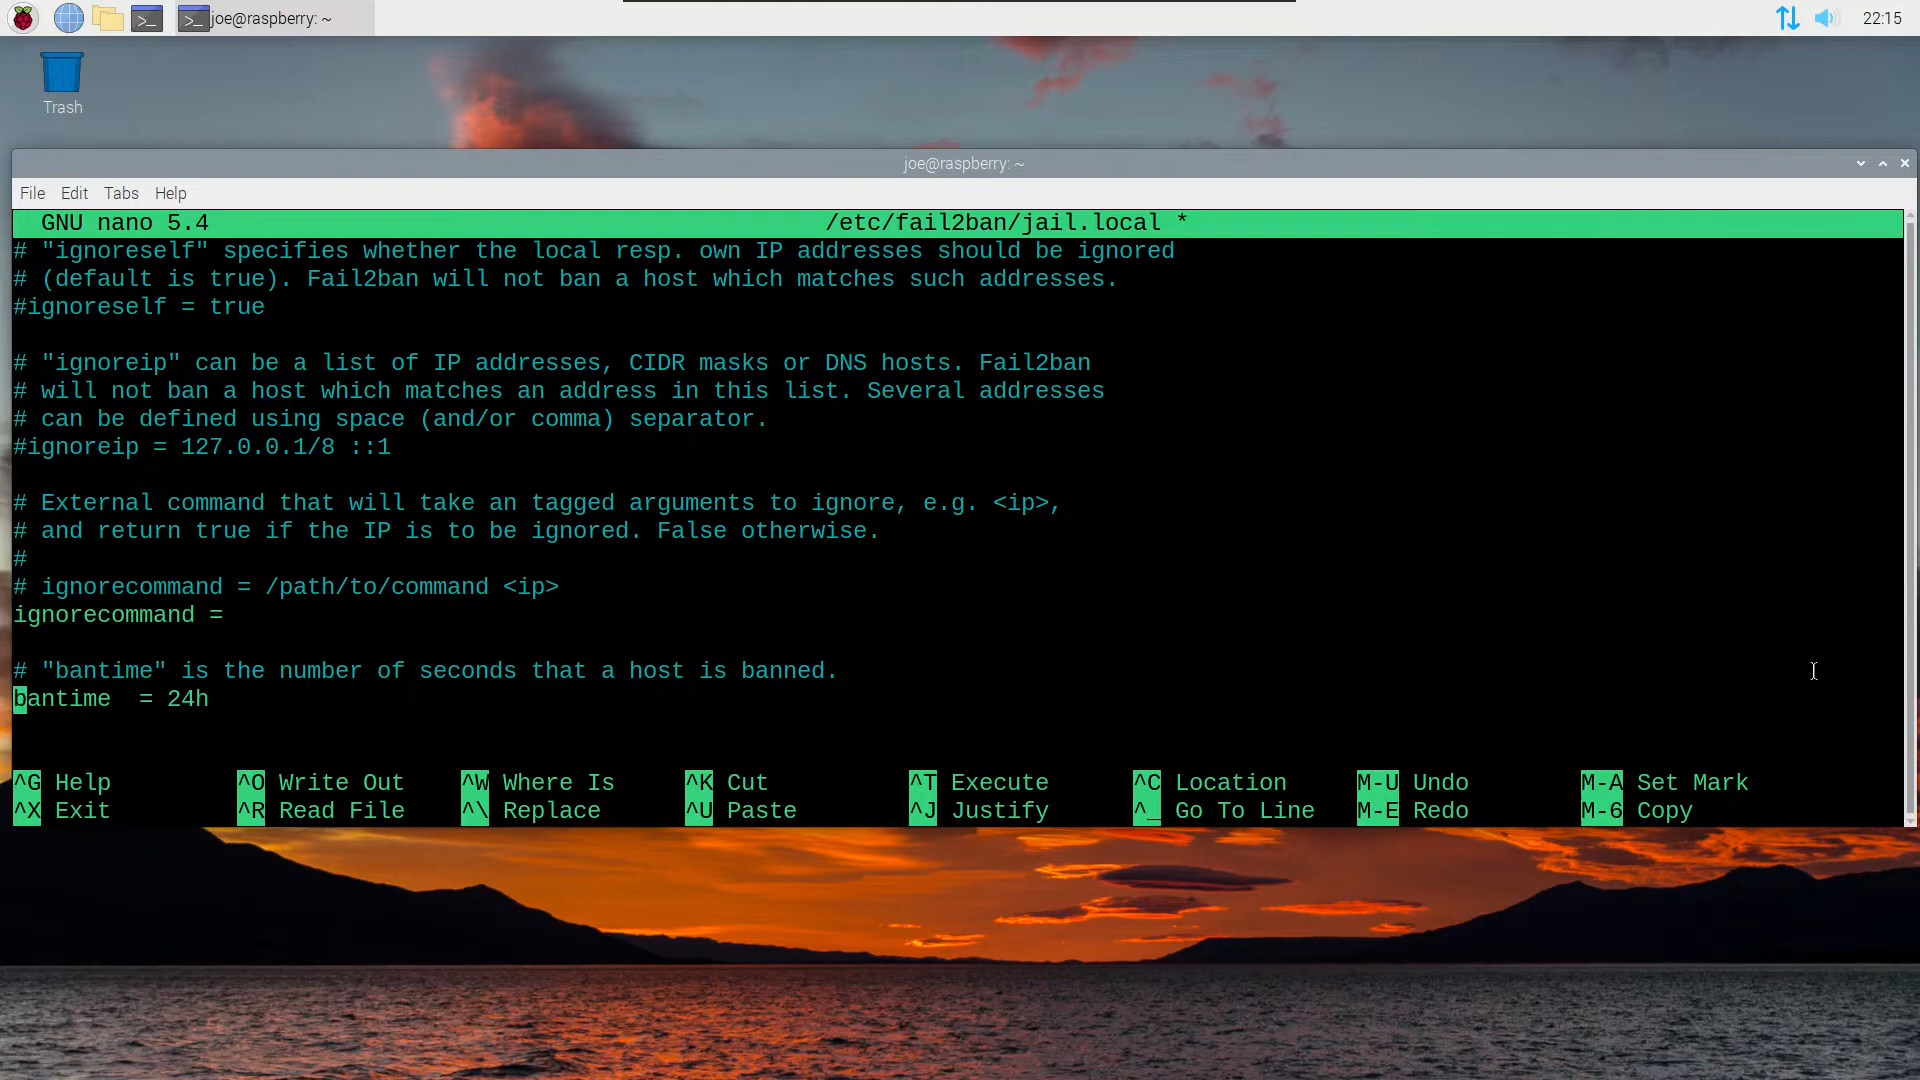 joe@raspberry: ~
22:15
Trash
joe@raspberry: ~
File Edit Tabs Help
GNU nano 5.4 /etc/fail2ban/jail.local *
# "ignoreself" specifies whether the local resp. own IP addresses should be ignored
# (default is true). Fail2ban will not ban a host which matches such addresses.
#ignoreself = true
# "ignoreip" can be a list of IP addresses, CIDR masks or DNS hosts. Fail2ban
# will not ban a host which matches an address in this list. Several addresses
# can be defined using space (and/or comma) separator.
#ignoreip = 127.0.0.1/8 ::1
# External command that will take an tagged arguments to ignore, e.g. <ip>,
# and return true if the IP is to be ignored. False otherwise.
#
# ignorecommand = /path/to/command <ip>
ignorecommand =
# "bantime" is the number of seconds that a host is banned.
bantime  = 24h
^G Help ^O Write Out ^W Where Is ^K Cut ^T Execute ^C Location M-U Undo M-A Set Mark
^X Exit ^R Read File ^\ Replace ^U Paste ^J Justify ^_ Go To Line M-E Redo M-6 Copy